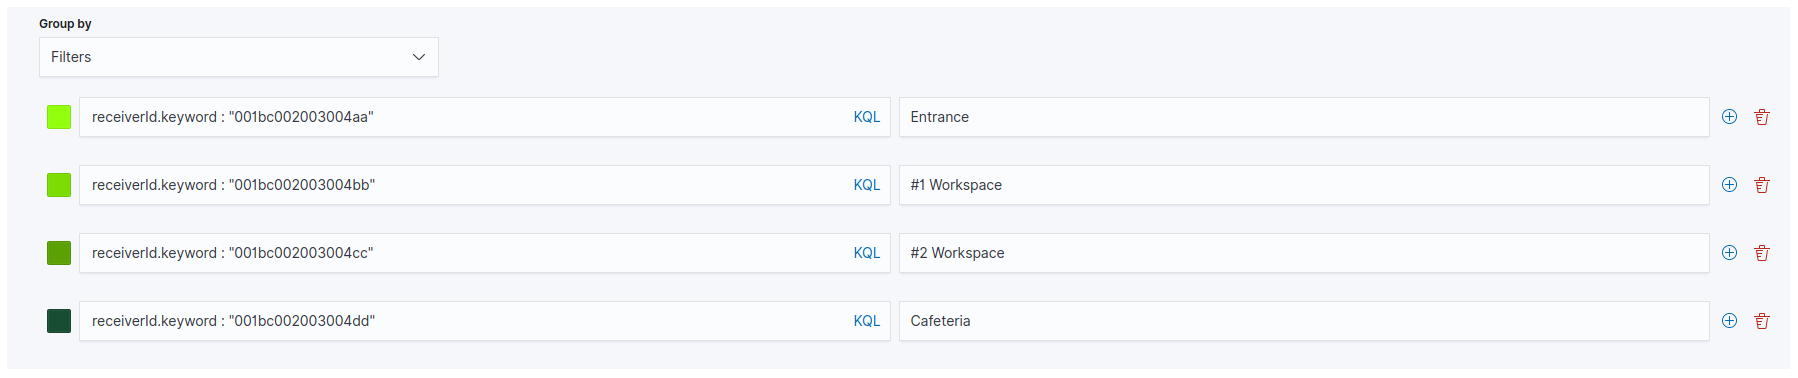 Group by
Filters
receiverId.keyword : "001bc002003004aa" KQL Entrance
receiverId.keyword : "001bc002003004bb" KQL #1 Workspace
receiverId.keyword : "001bc002003004cc" KQL #2 Workspace
receiverId.keyword : "001bc002003004dd" KQL Cafeteria